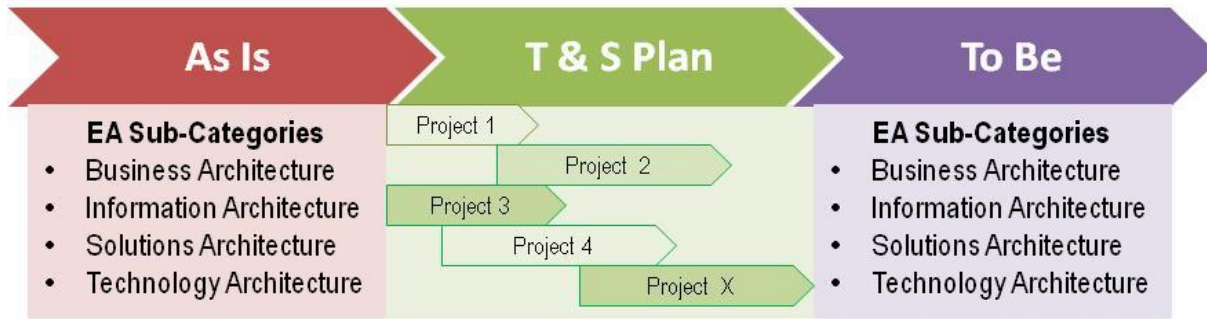 As Is
T & S Plan
To Be
EA Sub-Categories
• Business Architecture
• Information Architecture
• Solutions Architecture
• Technology Architecture
Project 1
Project 2
Project 3
Project 4
Project X
EA Sub-Categories
• Business Architecture
• Information Architecture
• Solutions Architecture
• Technology Architecture